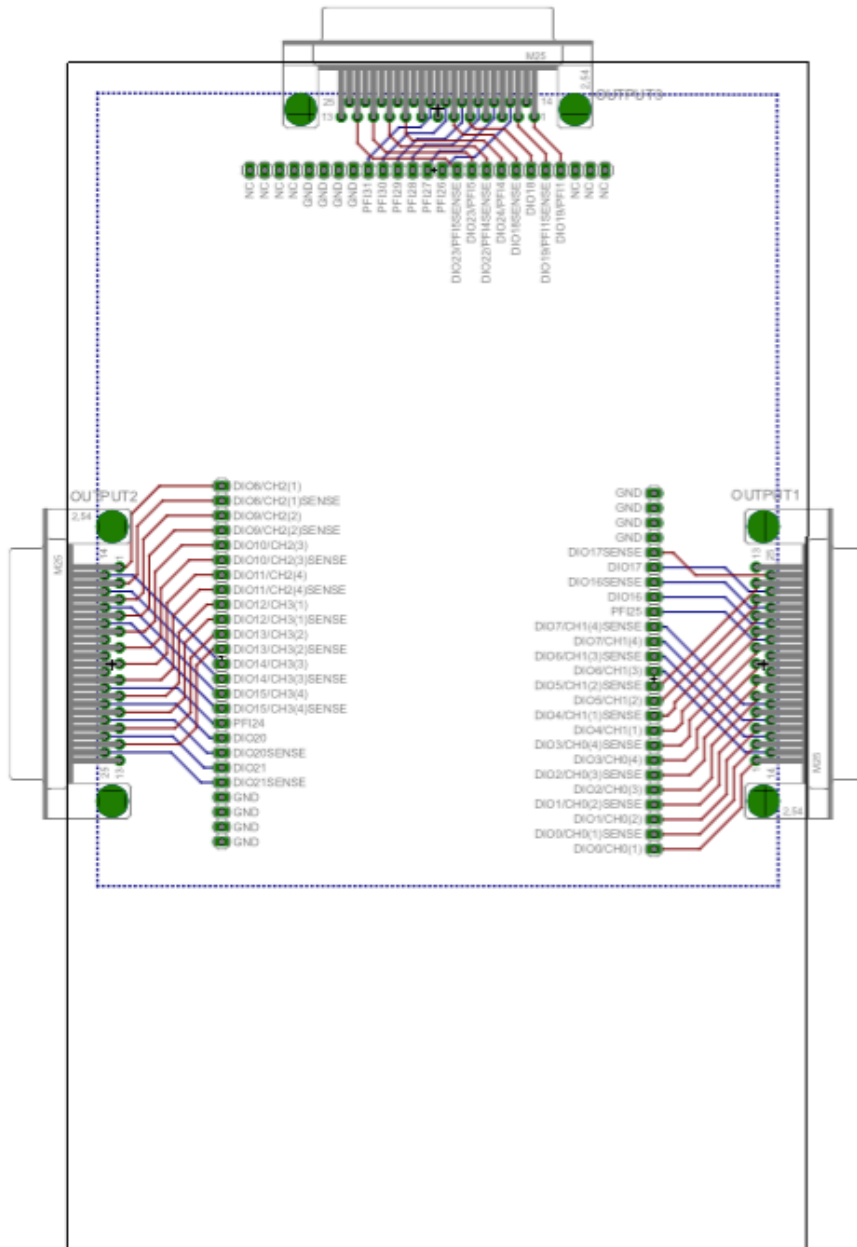 M25
2,54
25
14
OUTPUT3
13
1
NC
NC
NC
NC
GND
GND
GND
GND
PFI31
PFI30
PFI29
PFI28
PFI27
PFI26
DIO23/PFI5SENSE
DIO23/PFI5
DIO22/PFI4SENSE
DIO24/PFI4
DIO18SENSE
DIO18
DIO19/PFI1SENSE
DIO19/PFI1
NC
NC
NC
OUTPUT2
2,54
M25
14
1
25
13
DIO8/CH2(1)
DIO8/CH2(1)SENSE
DIO9/CH2(2)
DIO9/CH2(2)SENSE
DIO10/CH2(3)
DIO10/CH2(3)SENSE
DIO11/CH2(4)
DIO11/CH2(4)SENSE
DIO12/CH3(1)
DIO12/CH3(1)SENSE
DIO13/CH3(2)
DIO13/CH3(2)SENSE
DIO14/CH3(3)
DIO14/CH3(3)SENSE
DIO15/CH3(4)
DIO15/CH3(4)SENSE
PFI24
DIO20
DIO20SENSE
DIO21
DIO21SENSE
GND
GND
GND
GND
GND
GND
GND
GND
DIO17SENSE
DIO17
DIO16SENSE
DIO16
PFI25
DIO7/CH1(4)SENSE
DIO7/CH1(4)
DIO6/CH1(3)SENSE
DIO6/CH1(3)
DIO5/CH1(2)SENSE
DIO5/CH1(2)
DIO4/CH1(1)SENSE
DIO4/CH1(1)
DIO3/CH0(4)SENSE
DIO3/CH0(4)
DIO2/CH0(3)SENSE
DIO2/CH0(3)
DIO1/CH0(2)SENSE
DIO1/CH0(2)
DIO0/CH0(1)SENSE
DIO0/CH0(1)
OUTPUT1
13
25
1
14
M25
2,54